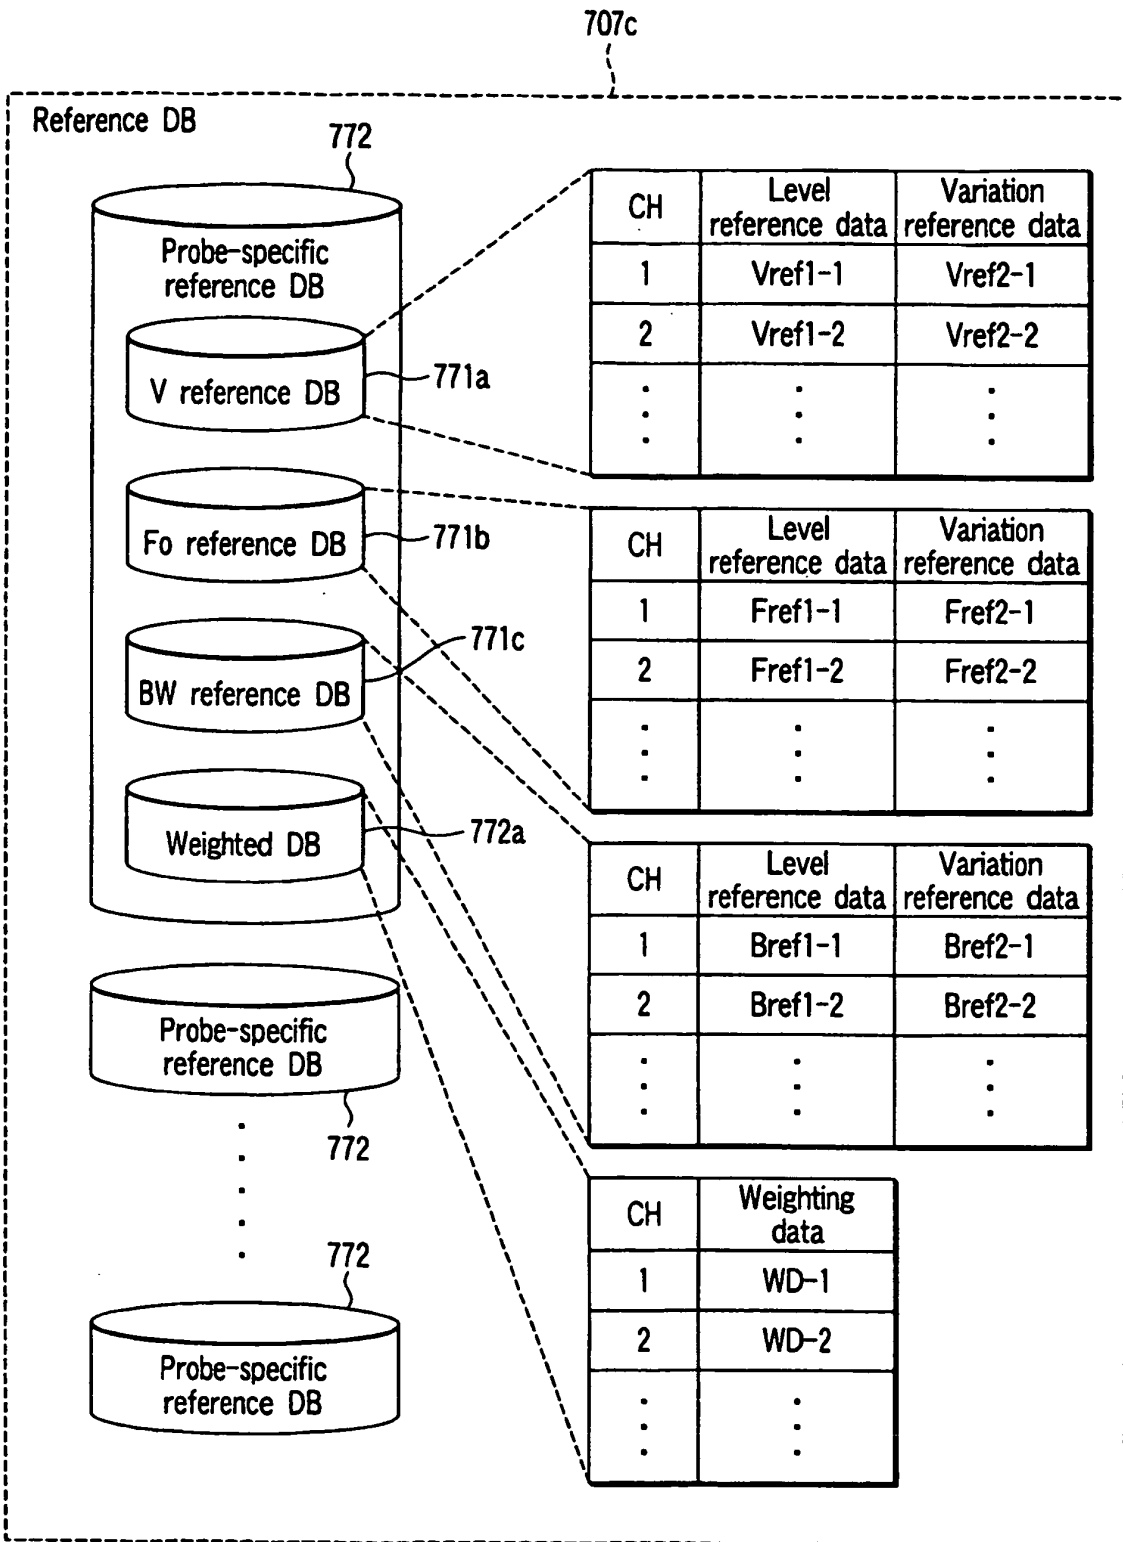 707c
Reference DB
772
Probe-specific
reference DB
V reference DB
771a
Fo reference DB
771b
BW reference DB
771c
Weighted DB
772a
Probe-specific
reference DB
772
772
Probe-specific
reference DB
CH Level reference data Variation reference data
1 Vref1-1 Vref2-1
2 Vref1-2 Vref2-2
CH Level reference data Variation reference data
1 Fref1-1 Fref2-1
2 Fref1-2 Fref2-2
CH Level reference data Variation reference data
1 Bref1-1 Bref2-1
2 Bref1-2 Bref2-2
CH Weighting data
1 WD-1
2 WD-2